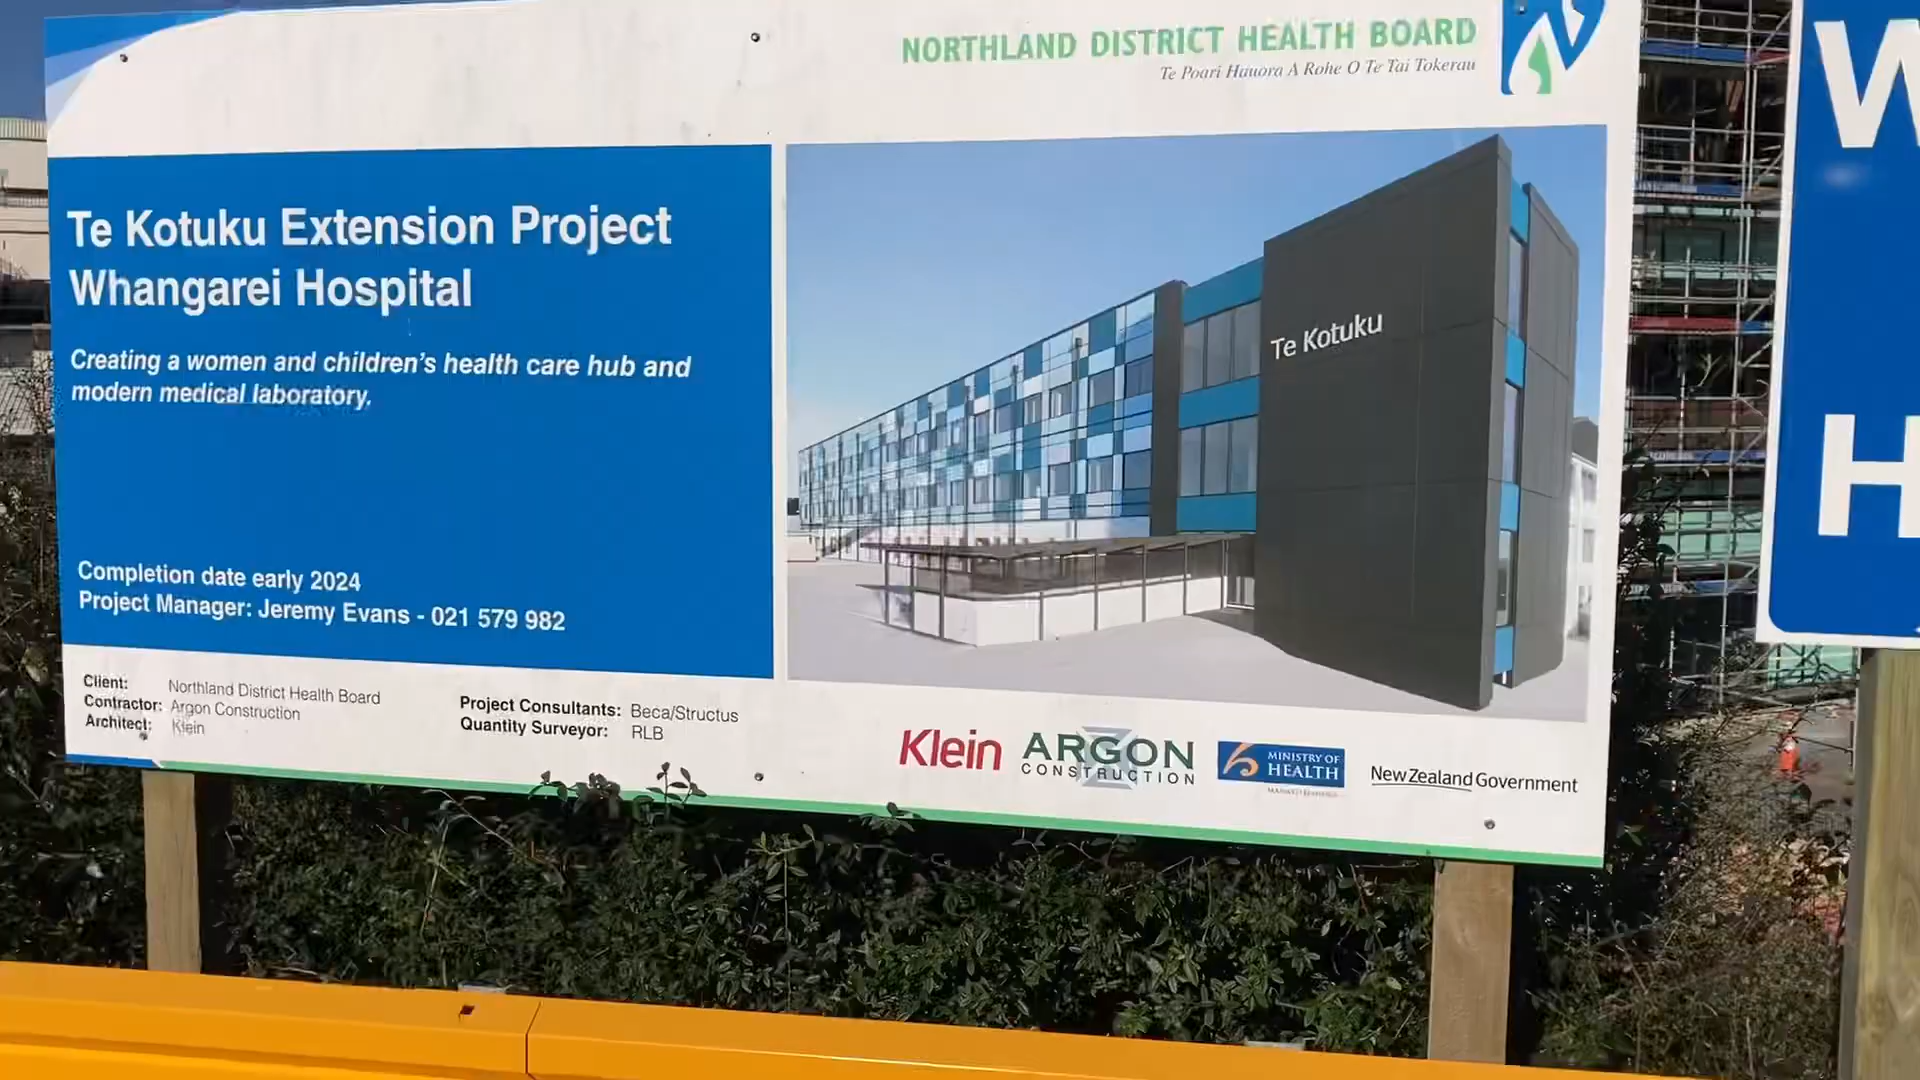 NORTHLAND DISTRICT HEALTH BOARD
Te Poari Hauora A Rohe O Te Tai Tokerau
Te Kotuku Extension Project
Whangarei Hospital
Creating a women and children's health care hub and
modern medical laboratory.
Completion date early 2024
Project Manager: Jeremy Evans - 021 579 982
Te Kotuku
Client: Northland District Health Board
Contractor: Argon Construction
Architect: Klein
Project Consultants: Beca/Structus
Quantity Surveyor: RLB
Klein
ARGON
CONSTRUCTION
MINISTRY OF
HEALTH
New Zealand Government
W
H